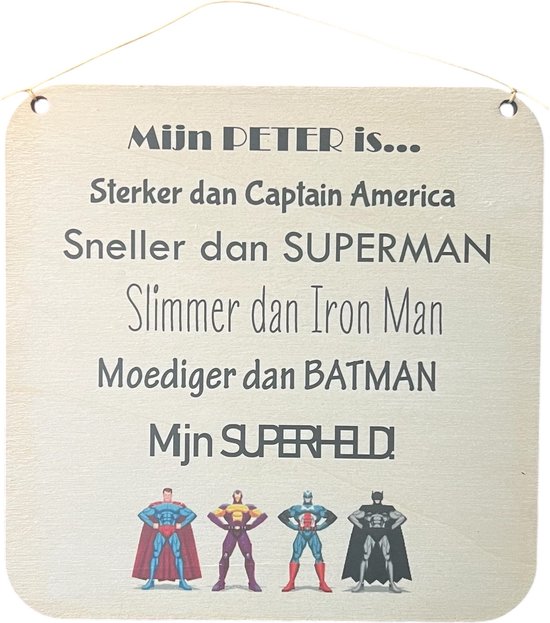 Mijn PETER is...
Sterker dan Captain America
Sneller dan SUPERMAN
Slimmer dan Iron Man
Moediger dan BATMAN
Mijn SUPERHELD!